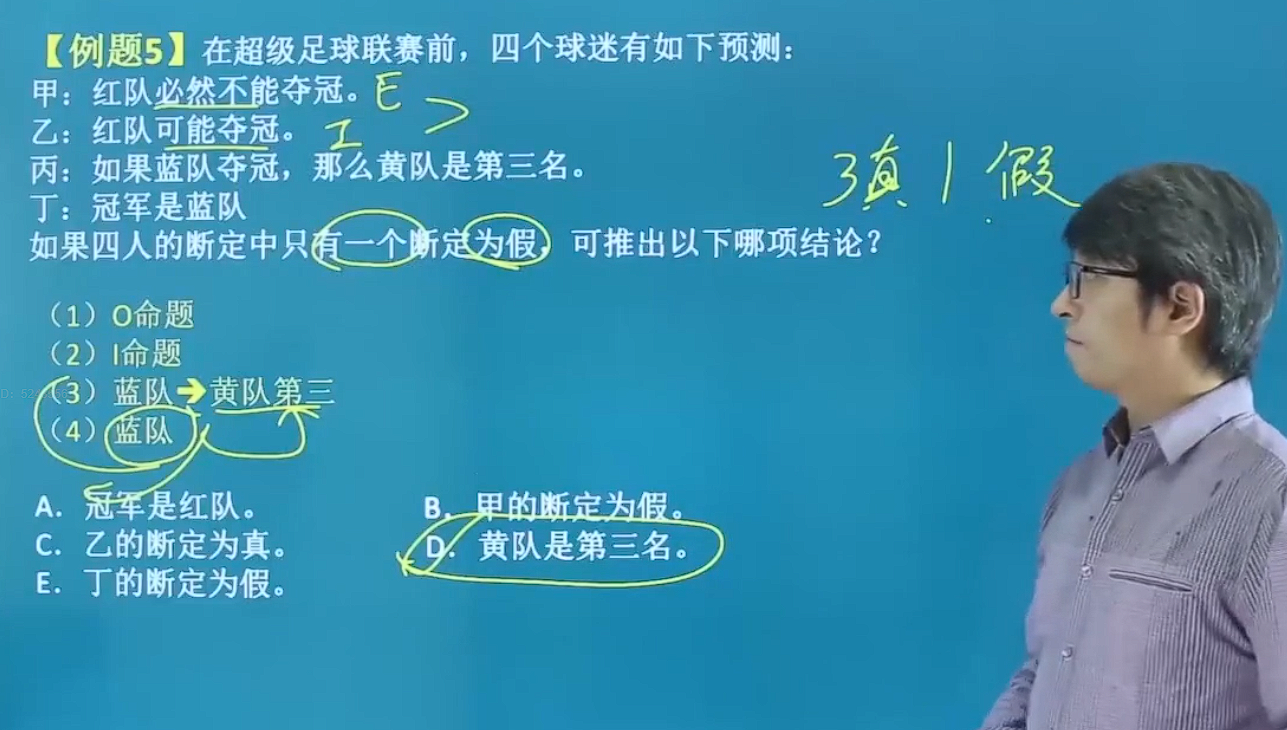 【例题5】在超级足球联赛前，四个球迷有如下预测：
甲：红队必然不能夺冠。 E
乙：红队可能夺冠。 I
丙：如果蓝队夺冠，那么黄队是第三名。
丁：冠军是蓝队
3真1假
如果四人的断定中只有一个断定为假，可推出以下哪项结论？
（1）O命题
（2）I命题
（3）蓝队➔黄队第三
（4）蓝队
A．冠军是红队。 B．甲的断定为假。
C．乙的断定为真。 D．黄队是第三名。
E．丁的断定为假。